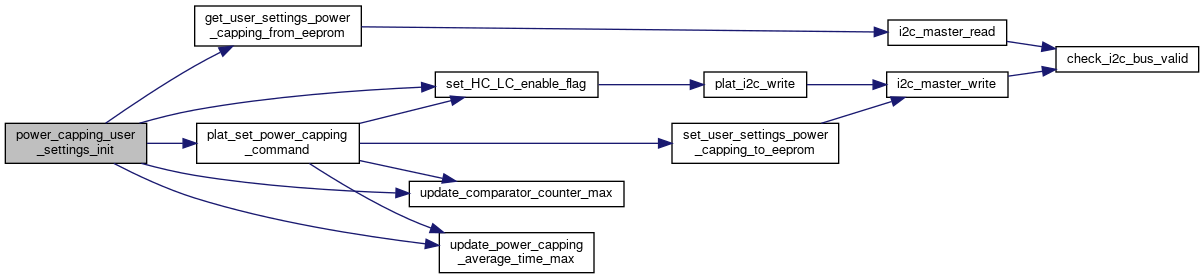 get_user_settings_power
_capping_from_eeprom
i2c_master_read
check_i2c_bus_valid
set_HC_LC_enable_flag
plat_i2c_write
i2c_master_write
power_capping_user
_settings_init
plat_set_power_capping
_command
set_user_settings_power
_capping_to_eeprom
update_comparator_counter_max
update_power_capping
_average_time_max